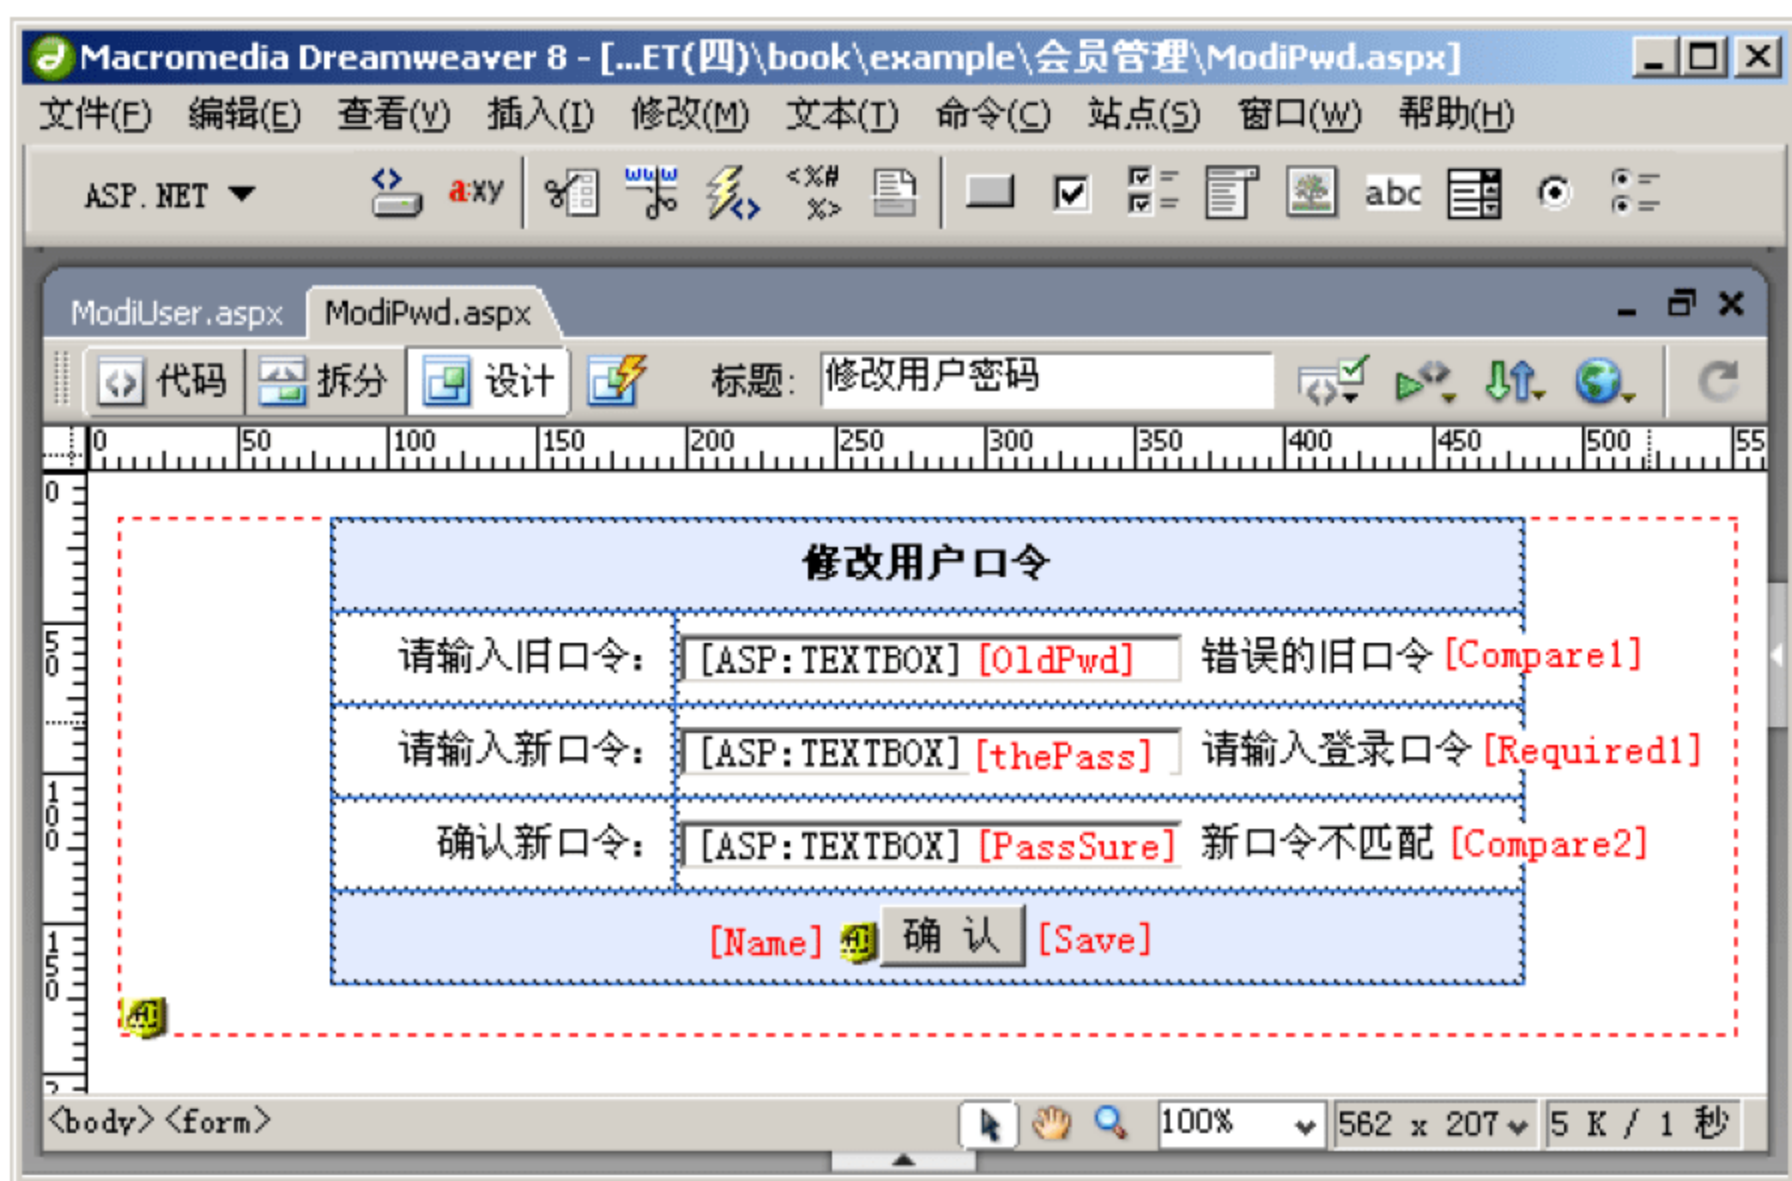 Macromedia Dreamweaver 8 - [...ET(四)\book\example\会员管理\ModiPwd.aspx]
文件(F) 编辑(E) 查看(V) 插入(I) 修改(M) 文本(T) 命令(C) 站点(S) 窗口(W) 帮助(H)
ASP.NET a:xy <%# %> abc
ModiUser.aspx ModiPwd.aspx
代码 拆分 设计 标题: 修改用户密码
0 50 100 150 200 250 300 350 400 450 500 55
0
修改用户口令
50
请输入旧口令: [ASP:TEXTBOX] [OldPwd] 错误的旧口令 [Compare1]
请输入新口令: [ASP:TEXTBOX] [thePass] 请输入登录口令 [Required1]
100
确认新口令: [ASP:TEXTBOX] [PassSure] 新口令不匹配 [Compare2]
150
[Name] 确 认 [Save]
<body> <form> 100% 562 x 207 5 K / 1 秒